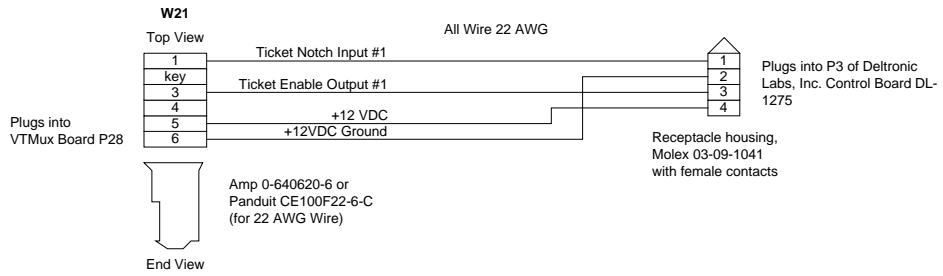 W21
Top View
All Wire 22 AWG
1
key
3
4
5
6
Ticket Notch Input #1
Ticket Enable Output #1
+12 VDC
+12VDC Ground
1
2
3
4
Plugs into
VTMux Board P28
Plugs into P3 of Deltronic
Labs, Inc. Control Board DL-
1275
Receptacle housing,
Molex 03-09-1041
with female contacts
Amp 0-640620-6 or
Panduit CE100F22-6-C
(for 22 AWG Wire)
End View